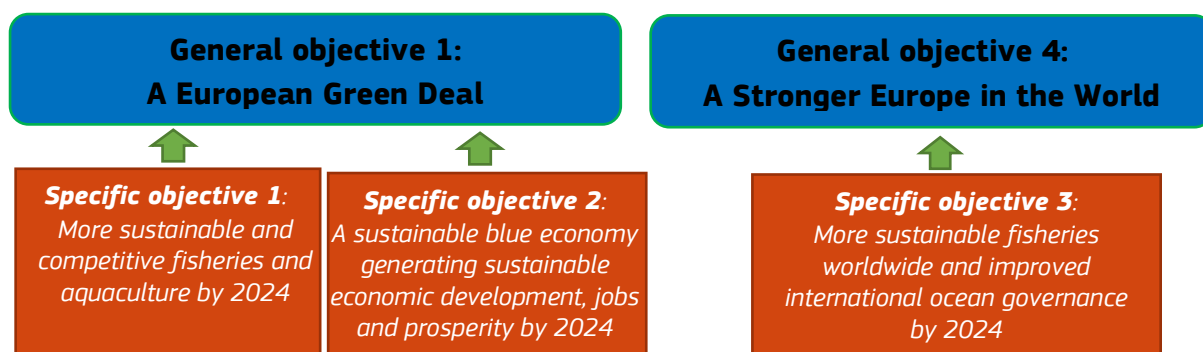 General objective 1:
A European Green Deal
General objective 4:
A Stronger Europe in the World
Specific objective 1:
More sustainable and
competitive fisheries and
aquaculture by 2024
Specific objective 2:
A sustainable blue economy
generating sustainable
economic development, jobs
and prosperity by 2024
Specific objective 3:
More sustainable fisheries
worldwide and improved
international ocean governance
by 2024